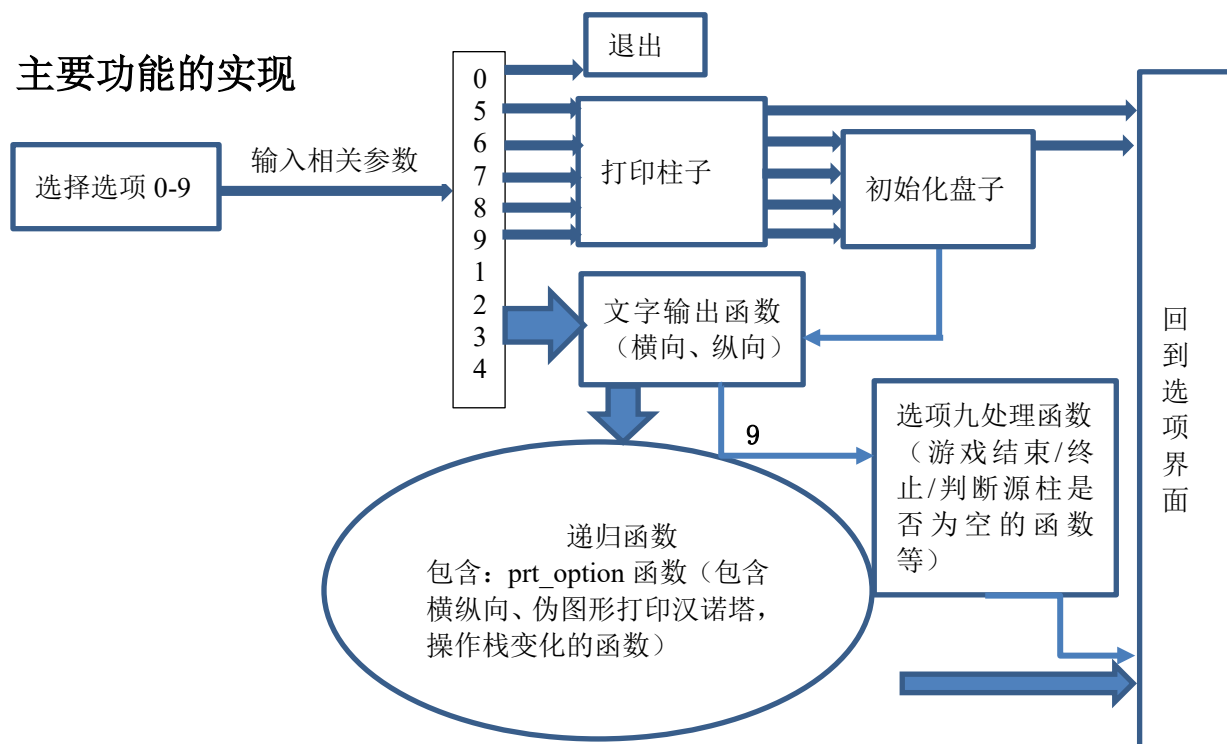 主要功能的实现
选择选项 0-9
输入相关参数
0
5
6
7
8
9
1
2
3
4
退出
打印柱子
初始化盘子
文字输出函数
（横向、纵向）
9
选项九处理函数
（游戏结束/终
止/判断源柱是
否为空的函数
等）
递归函数
包含：prt_option 函数（包含
横纵向、伪图形打印汉诺塔，
操作栈变化的函数）
回
到
选
项
界
面